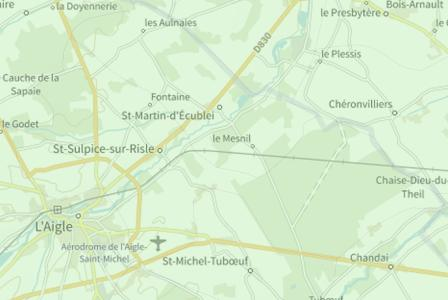 la Doyennerie
Bois-Arnault
le Presbytère
les Aulnaies
D830
le Plessis
Cauche de la
Sapaie
Fontaine
Chéronvilliers
St-Martin-d'Écublei
le Godet
le Mesnil
St-Sulpice-sur-Risle
Chaise-Dieu-du-
Theil
L'Aigle
Aérodrome de l'Aigle-
Saint-Michel
St-Michel-Tubœuf
Chandai
Tubœuf